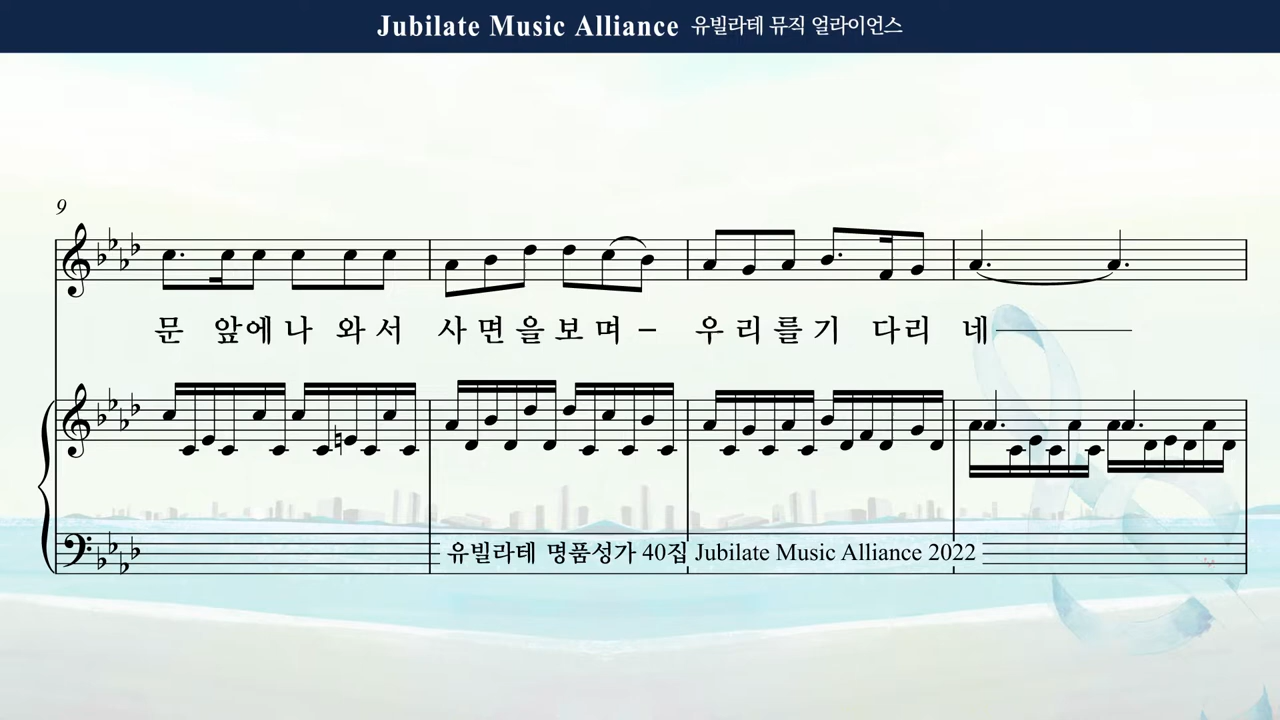 Jubilate Music Alliance 유빌라테 뮤직 얼라이언스
9
문 앞에 나 와 서 사 면 을 보 며 – 우 리 를 기 다 리 네
유빌라테 명품성가 40집 Jubilate Music Alliance 2022